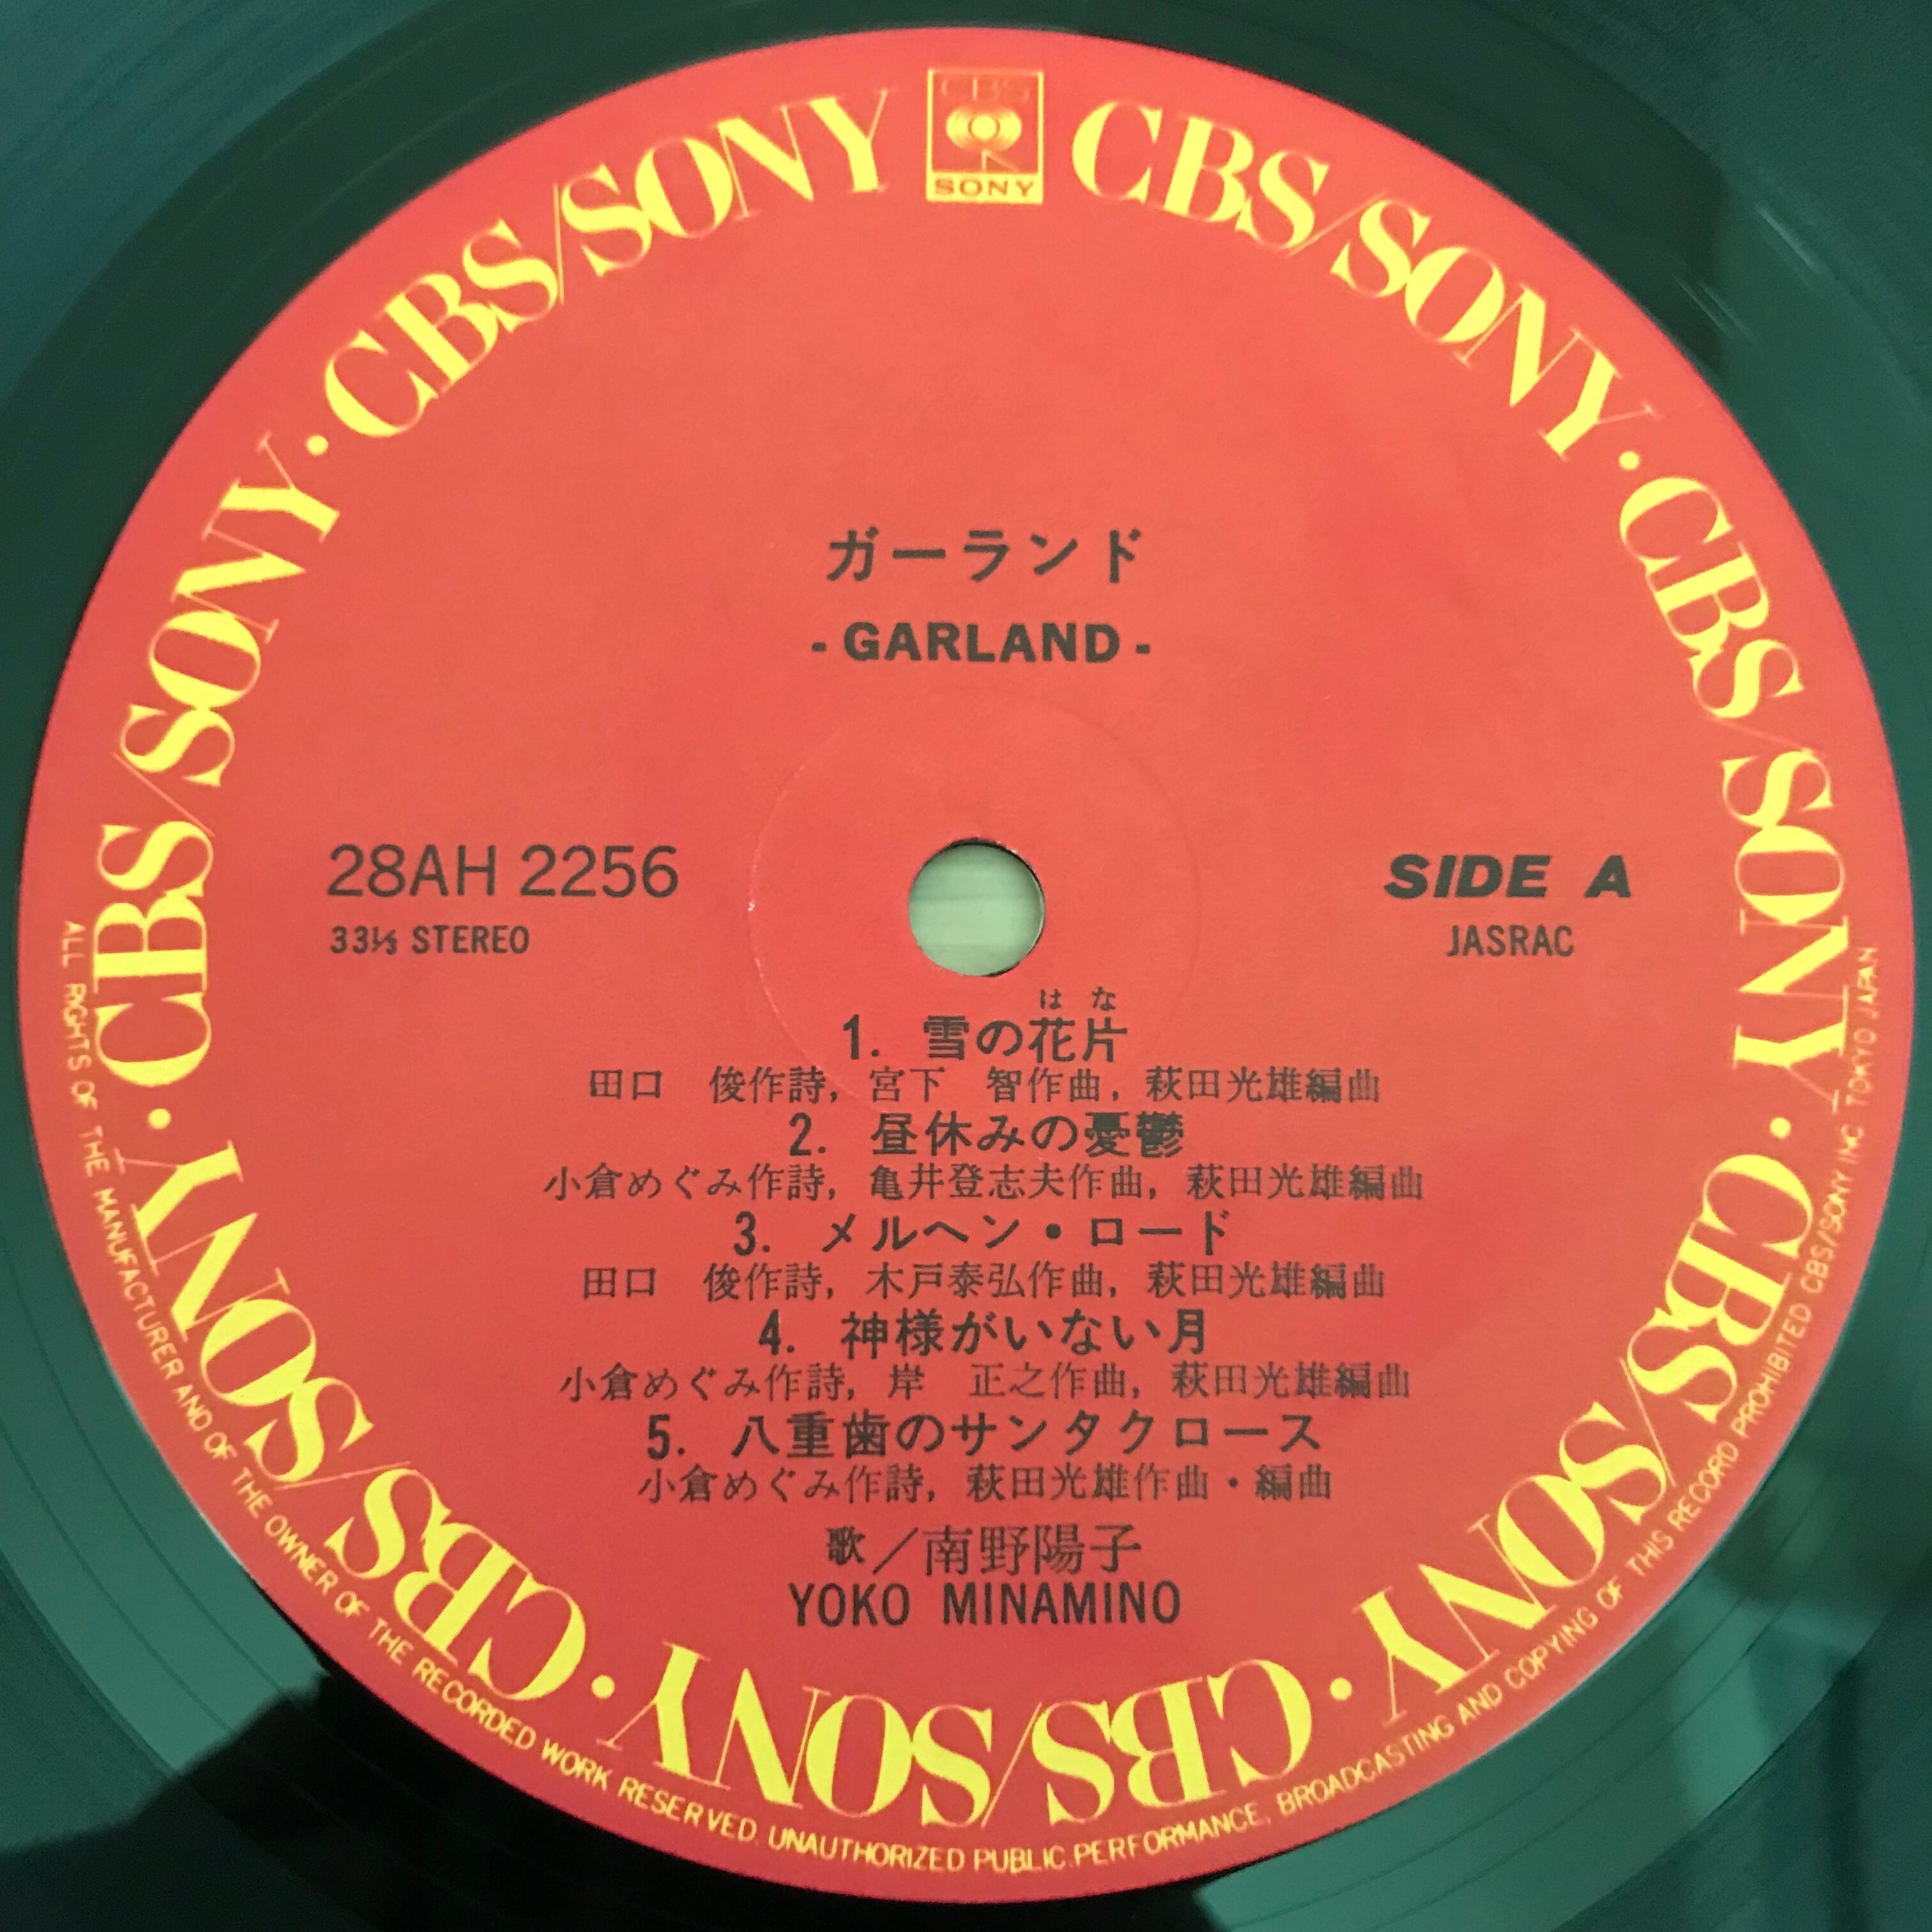 CBS
SONY
CBS/SONY · CBS/SONY · CBS/SONY · CBS/SONY · CBS/SONY · CBS/SONY · CBS/SONY
ガーランド
- GARLAND -
28AH 2256
33⅓ STEREO
SIDE A
JASRAC
はな
1. 雪の花片
田口　俊作詩, 宮下　智作曲, 萩田光雄編曲
2. 昼休みの憂鬱
小倉めぐみ作詩, 亀井登志夫作曲, 萩田光雄編曲
3. メルヘン・ロード
田口　俊作詩, 木戸泰弘作曲, 萩田光雄編曲
4. 神様がいない月
小倉めぐみ作詩, 岸　正之作曲, 萩田光雄編曲
5. 八重歯のサンタクロース
小倉めぐみ作詩, 萩田光雄作曲・編曲
歌／南野陽子
YOKO MINAMINO
ALL RIGHTS OF THE MANUFACTURER AND OF THE OWNER OF THE RECORDED WORK RESERVED. UNAUTHORIZED PUBLIC PERFORMANCE, BROADCASTING AND COPYING OF THIS RECORD PROHIBITED CBS/SONY INC TOKYO JAPAN